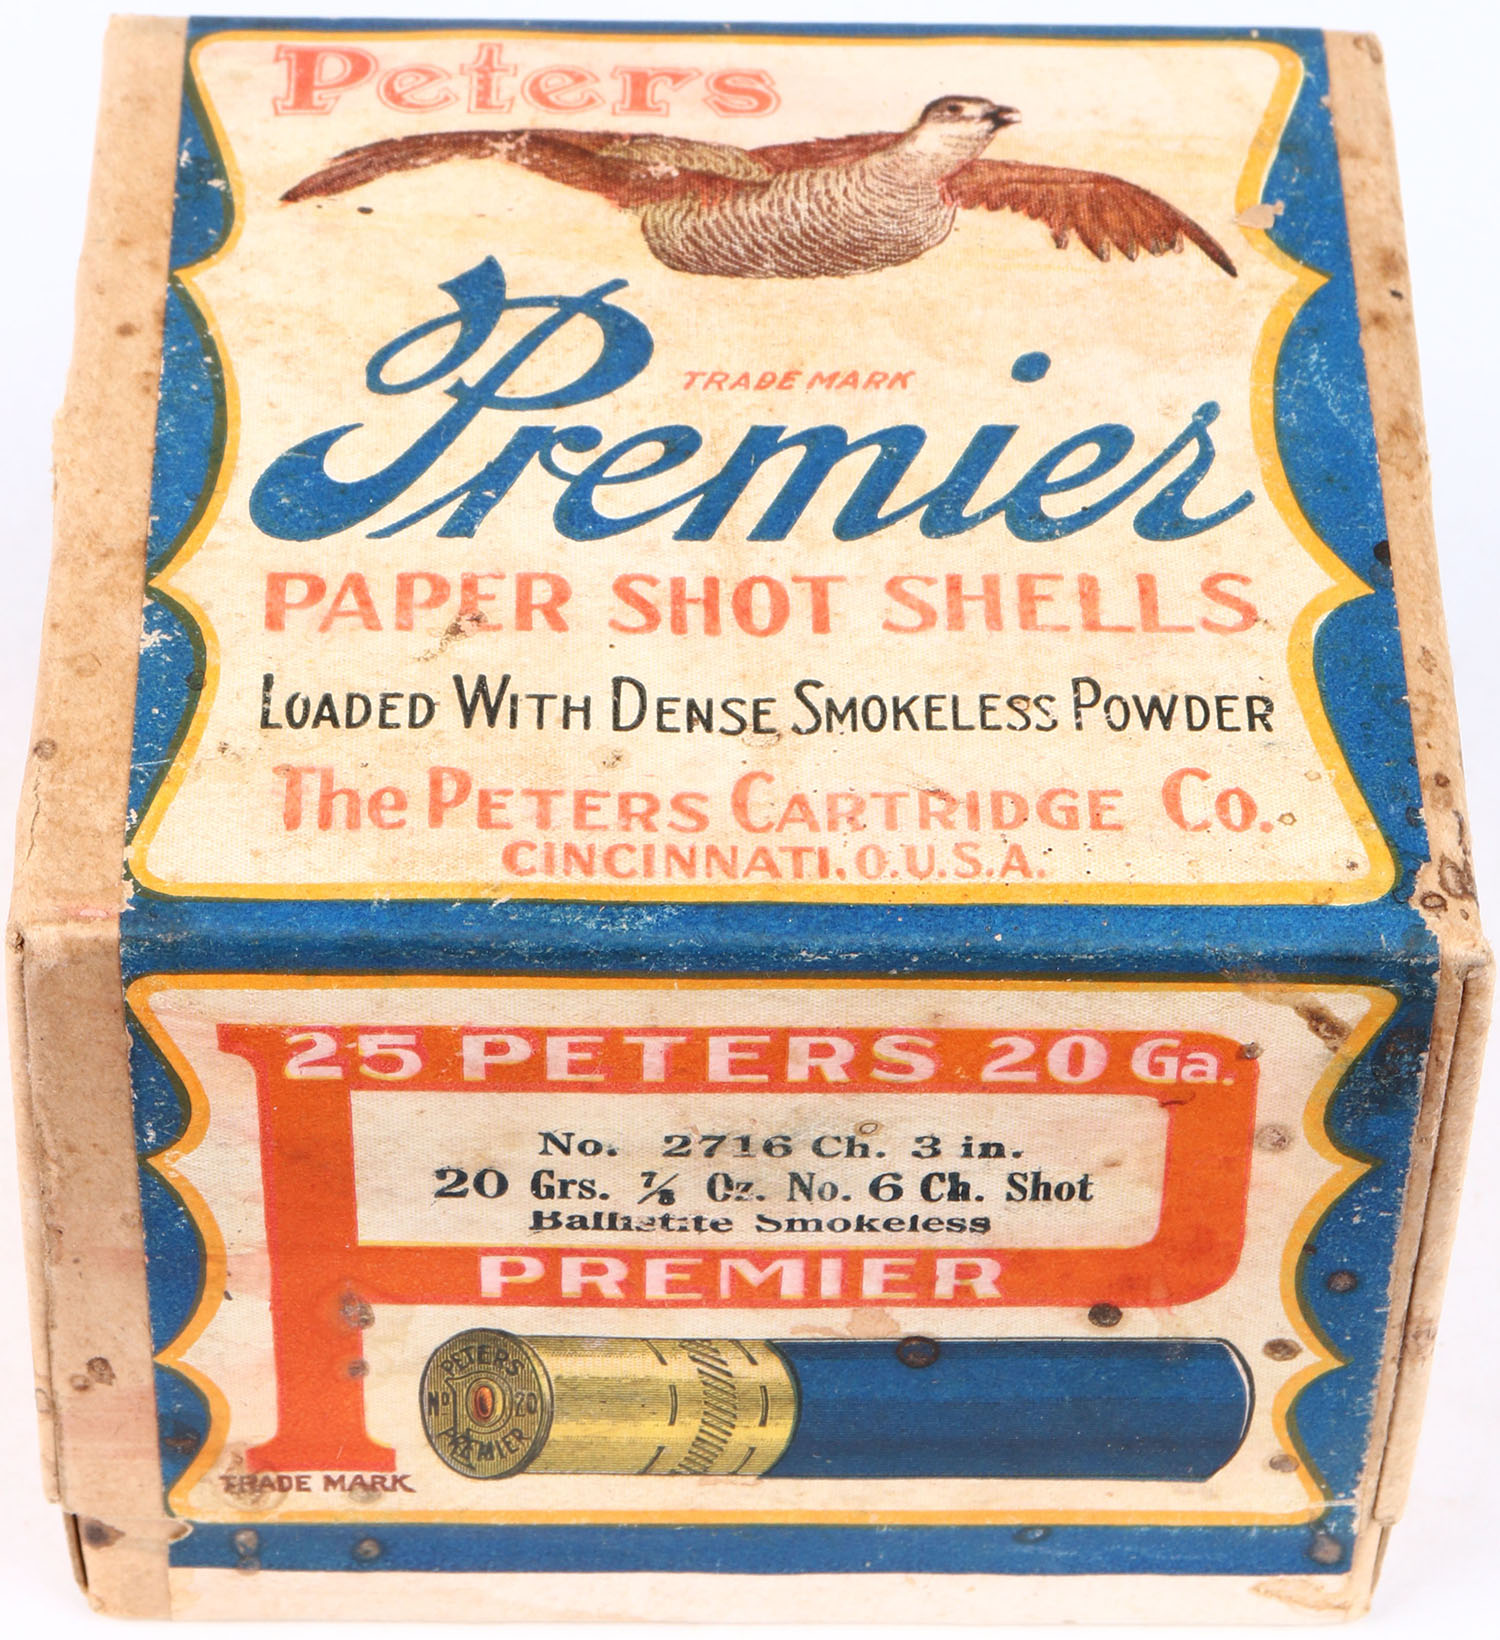 Peters
Premier
TRADE MARK
PAPER SHOT SHELLS
LOADED WITH DENSE SMOKELESS POWDER
The PETERS CARTRIDGE Co.
CINCINNATI, O. U.S.A.
25 PETERS 20 Ga.
No. 2716 Ch. 3 in.
20 Grs. 7/8 Oz. No. 6 Ch. Shot
Ballistite Smokeless
PREMIER
PETERS
No 20
PREMIER
TRADE MARK